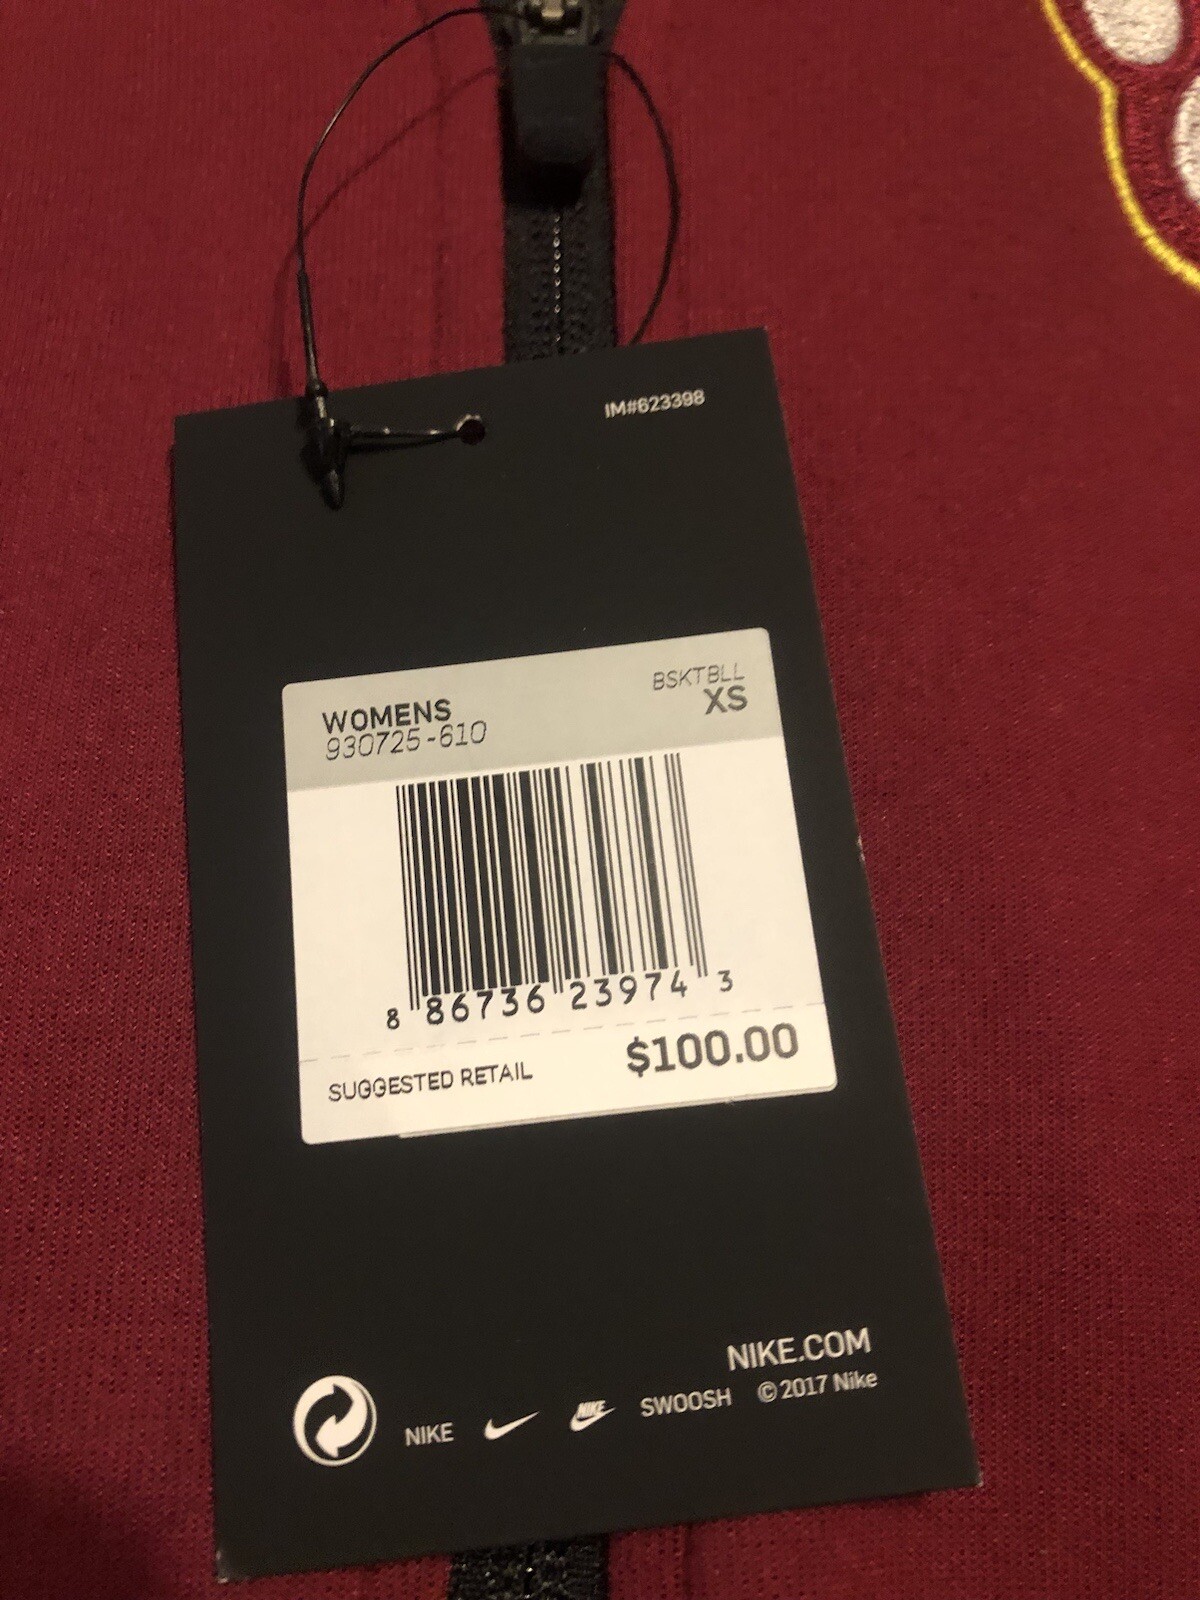 IM#623398
BSKTBLL
WOMENS XS
930725-610
8 86736 23974 3
SUGGESTED RETAIL $100.00
NIKE.COM
NIKE NIKE SWOOSH © 2017 Nike